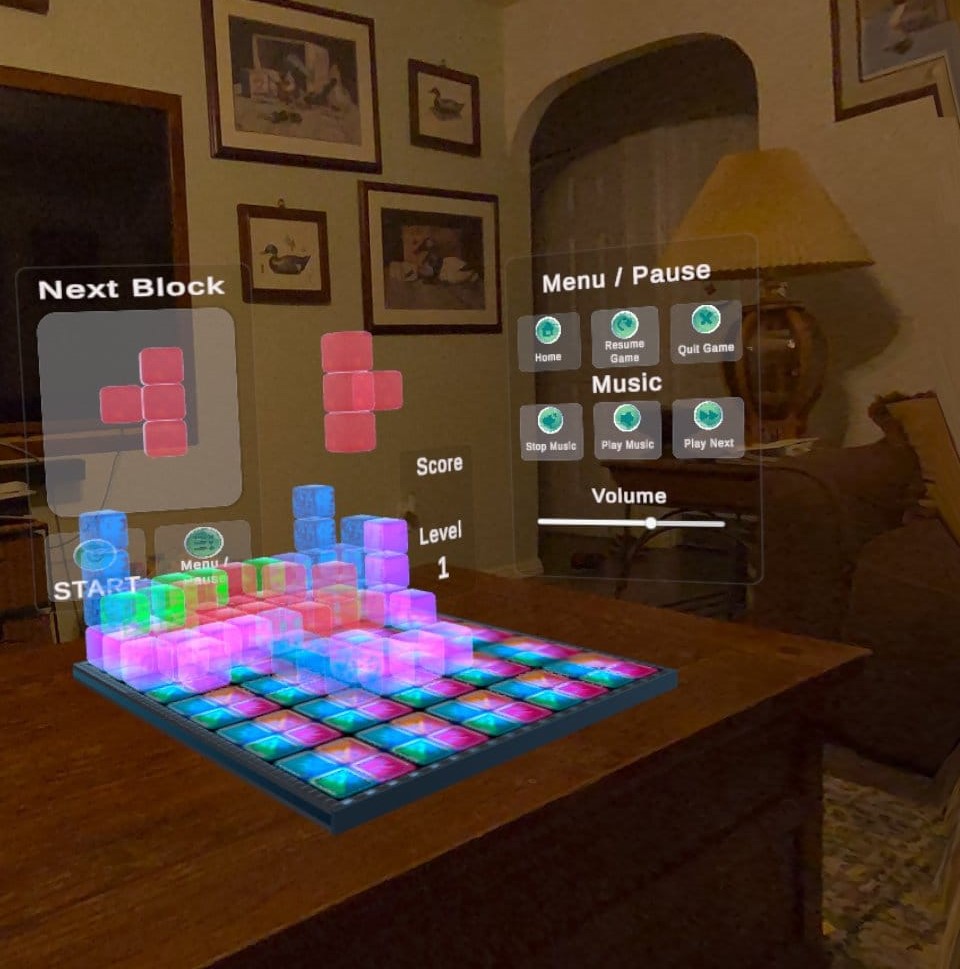 Next Block
START
Menu /
Pause
Score
Level
1
Menu / Pause
Home
Resume
Game
Quit Game
Music
Stop Music
Play Music
Play Next
Volume